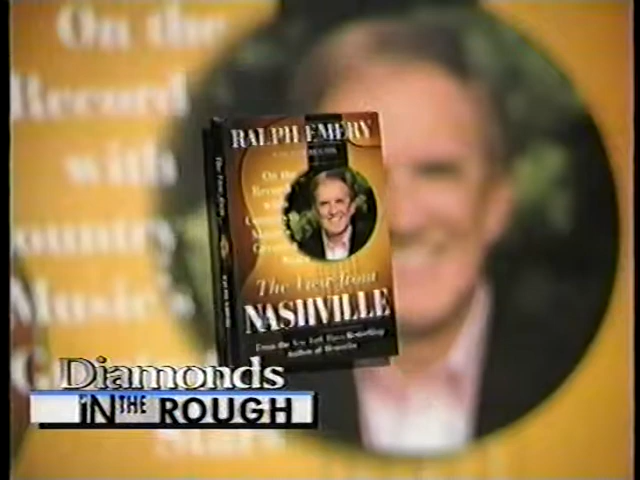 On the
Record
with
Country
Music's
RALPH EMERY
On the
Record
with
The View from
NASHVILLE
From the New York Times Bestselling
Author of Memories
Diamonds
IN THE ROUGH